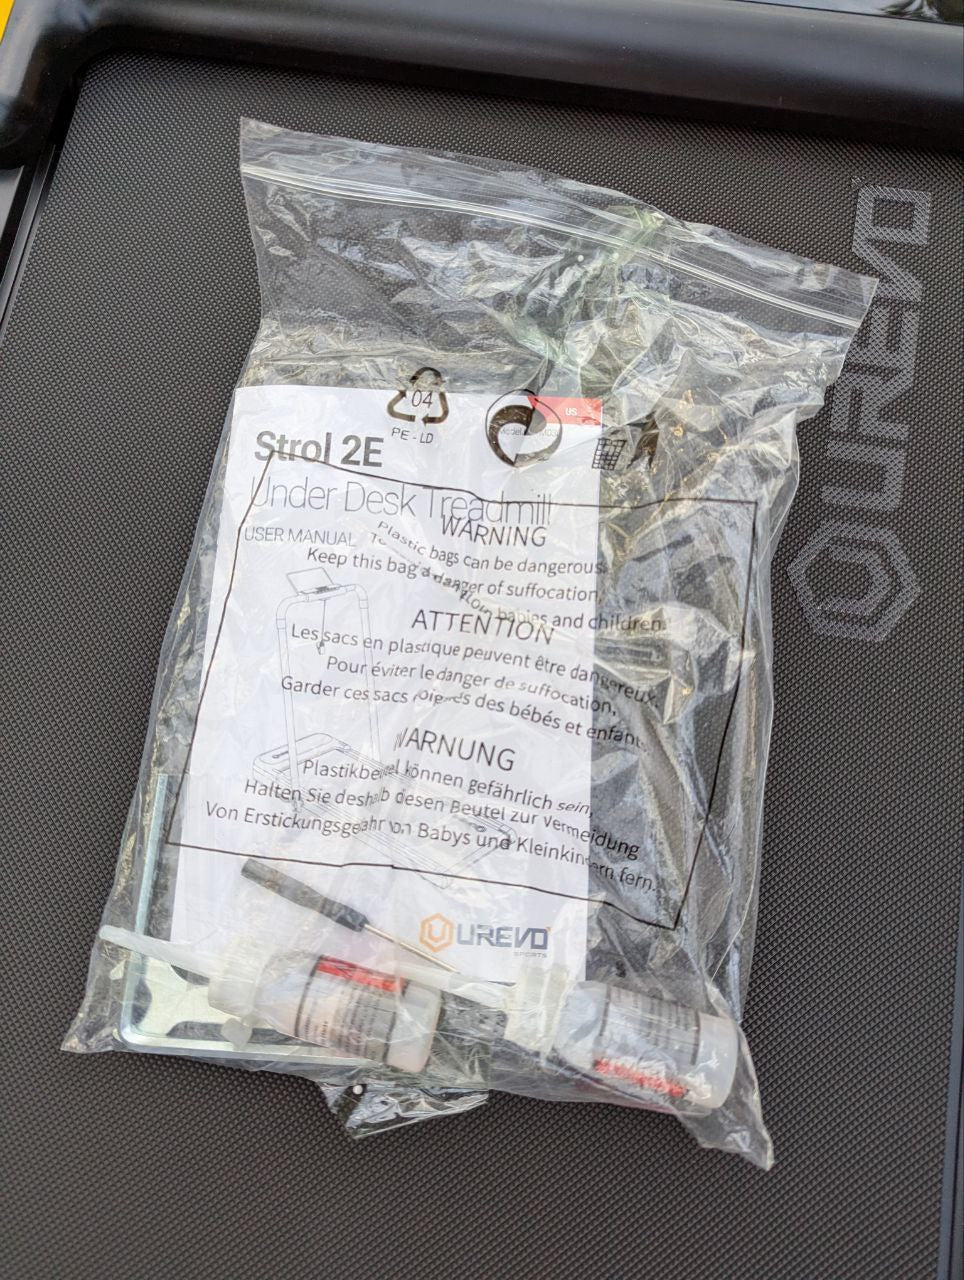 04
PE-LD
US
Strol 2E
Under Desk Treadmill
USER MANUAL
WARNING
Plastic bags can be dangerous.
Keep this bag a danger of suffocation,
babies and children.
ATTENTION
Les sacs en plastique peuvent être dangereux,
Pour éviter le danger de suffocation,
Garder ces sacs des bébés et enfants
WARNUNG
Plastikbeutel können gefährlich sein,
Halten Sie deshalb diesen Beutel zur Vermeidung
Von Erstickungsgefahr von Babys und Kleinkindern fern.
UREVO
SPORTS
UREVO